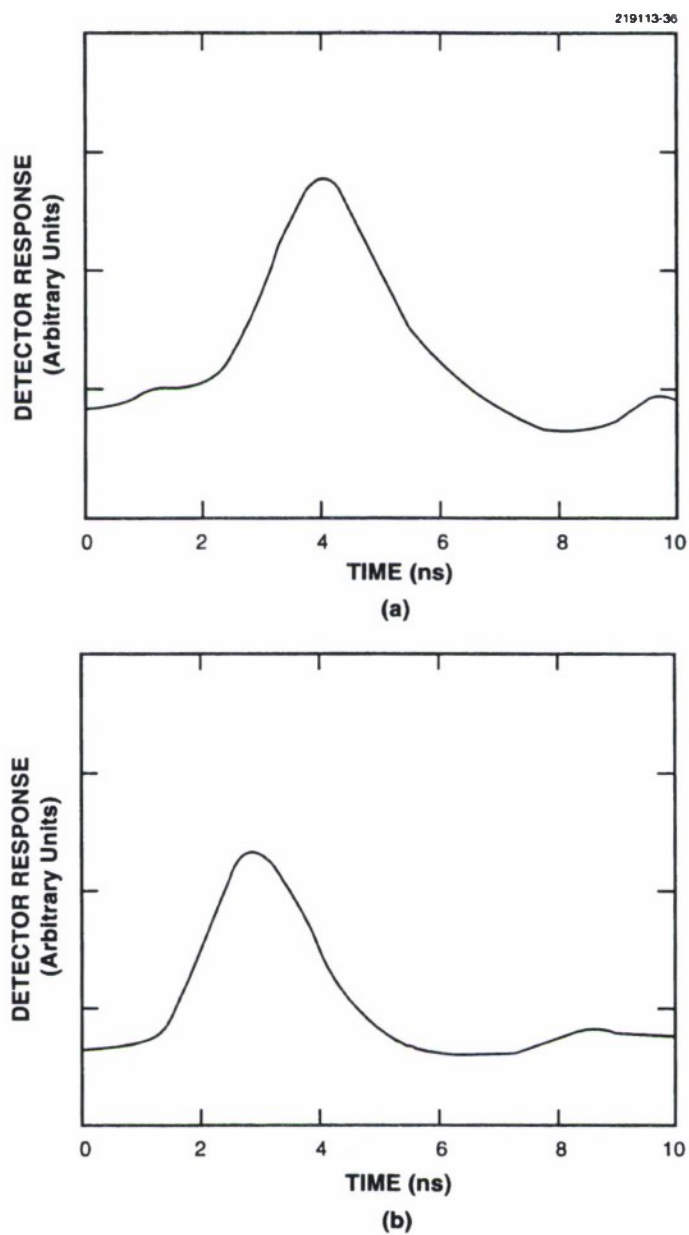 219113-36
DETECTOR RESPONSE
(Arbitrary Units)
0 2 4 6 8 10
TIME (ns)
(a)
DETECTOR RESPONSE
(Arbitrary Units)
0 2 4 6 8 10
TIME (ns)
(b)